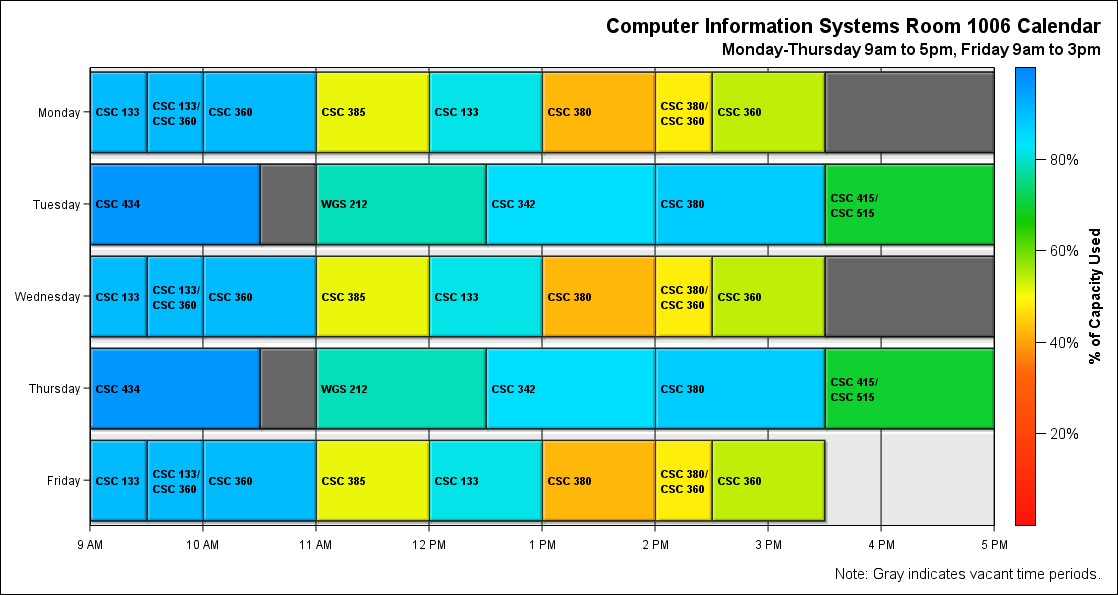 Computer Information Systems Room 1006 Calendar
Monday-Thursday 9am to 5pm, Friday 9am to 3pm
Monday
CSC 133
CSC 133/
CSC 360
CSC 360
CSC 385
CSC 133
CSC 380
CSC 380/
CSC 360
CSC 360
Tuesday
CSC 434
WGS 212
CSC 342
CSC 380
CSC 415/
CSC 515
Wednesday
CSC 133
CSC 133/
CSC 360
CSC 360
CSC 385
CSC 133
CSC 380
CSC 380/
CSC 360
CSC 360
Thursday
CSC 434
WGS 212
CSC 342
CSC 380
CSC 415/
CSC 515
Friday
CSC 133
CSC 133/
CSC 360
CSC 360
CSC 385
CSC 133
CSC 380
CSC 380/
CSC 360
CSC 360
9 AM
10 AM
11 AM
12 PM
1 PM
2 PM
3 PM
4 PM
5 PM
80%
60%
40%
20%
% of Capacity Used
Note: Gray indicates vacant time periods.